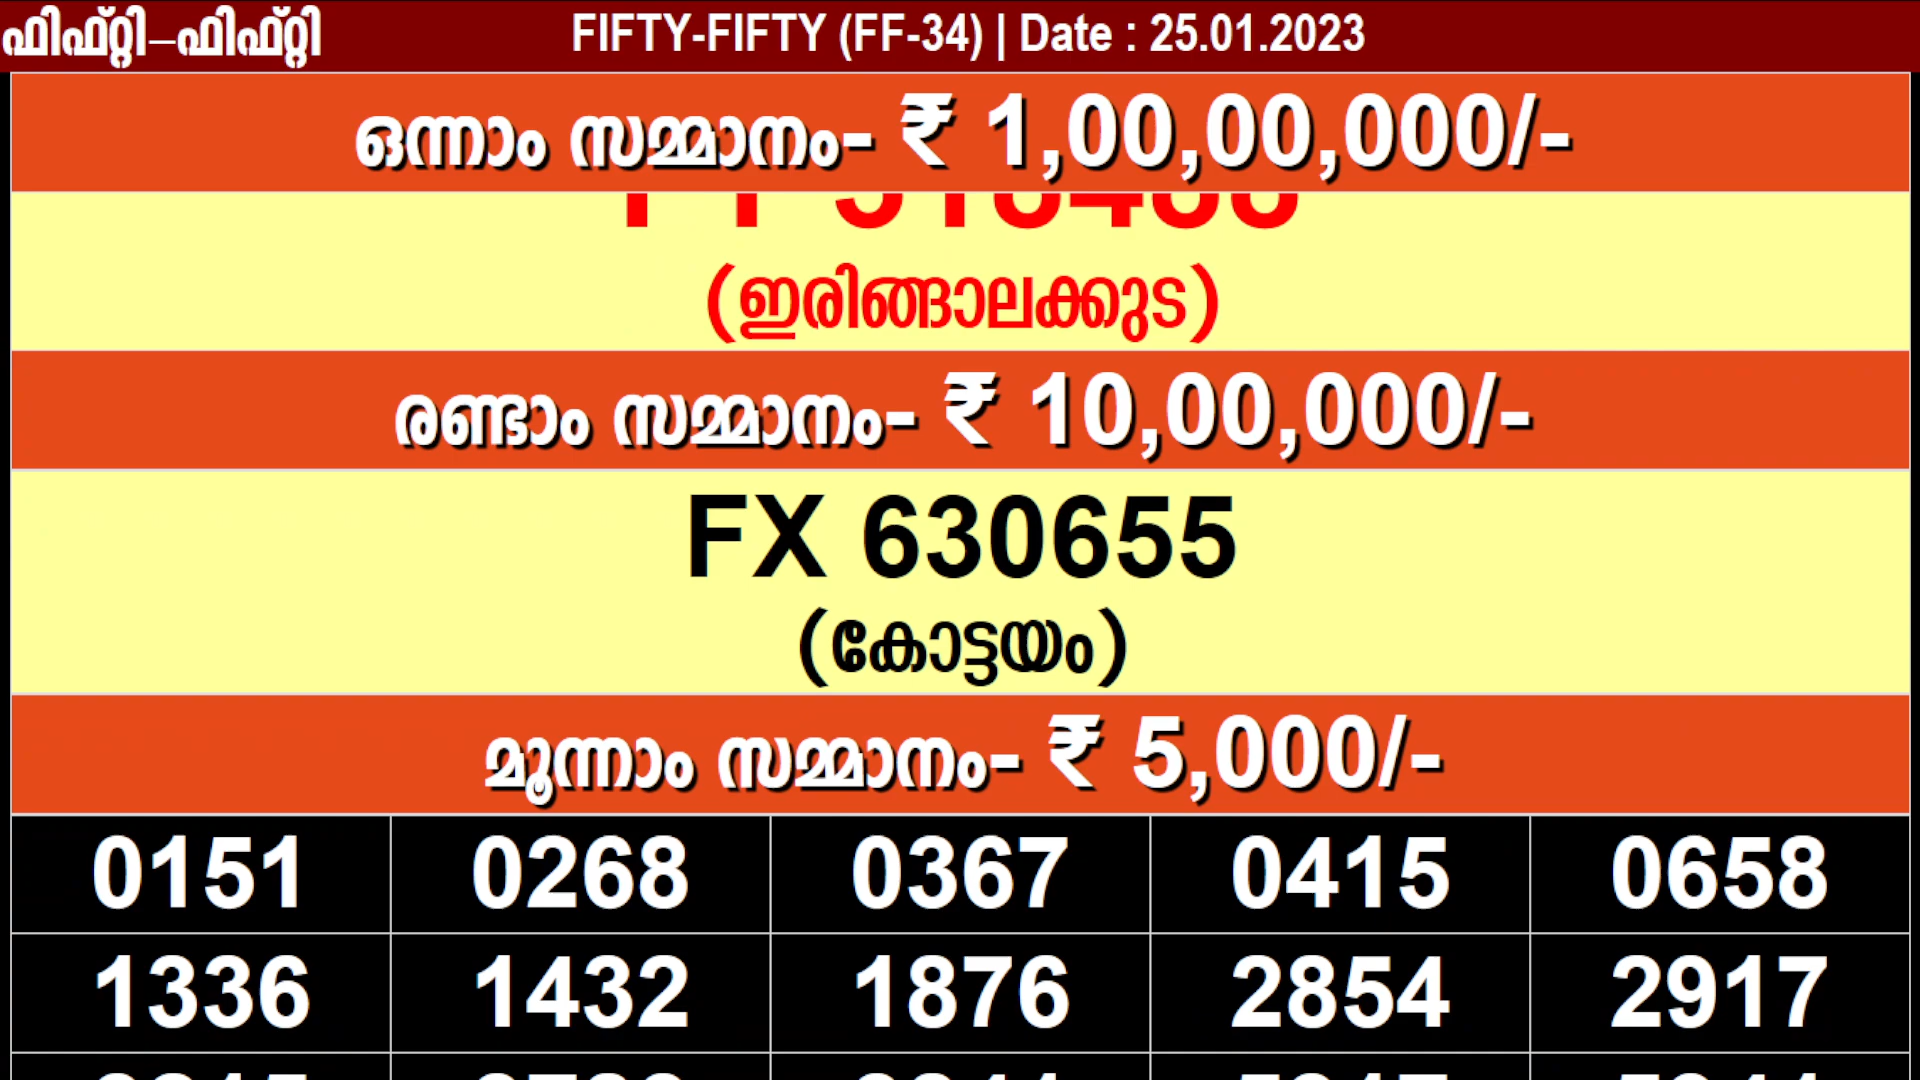 ഫിഫ്റ്റി–ഫിഫ്റ്റി FIFTY-FIFTY (FF-34) | Date : 25.01.2023
ഒന്നാം സമ്മാനം- ₹ 1,00,00,000/-
(ഇരിങ്ങാലക്കുട)
രണ്ടാം സമ്മാനം- ₹ 10,00,000/-
FX 630655
(കോട്ടയം)
മൂന്നാം സമ്മാനം- ₹ 5,000/-
0151 0268 0367 0415 0658
1336 1432 1876 2854 2917